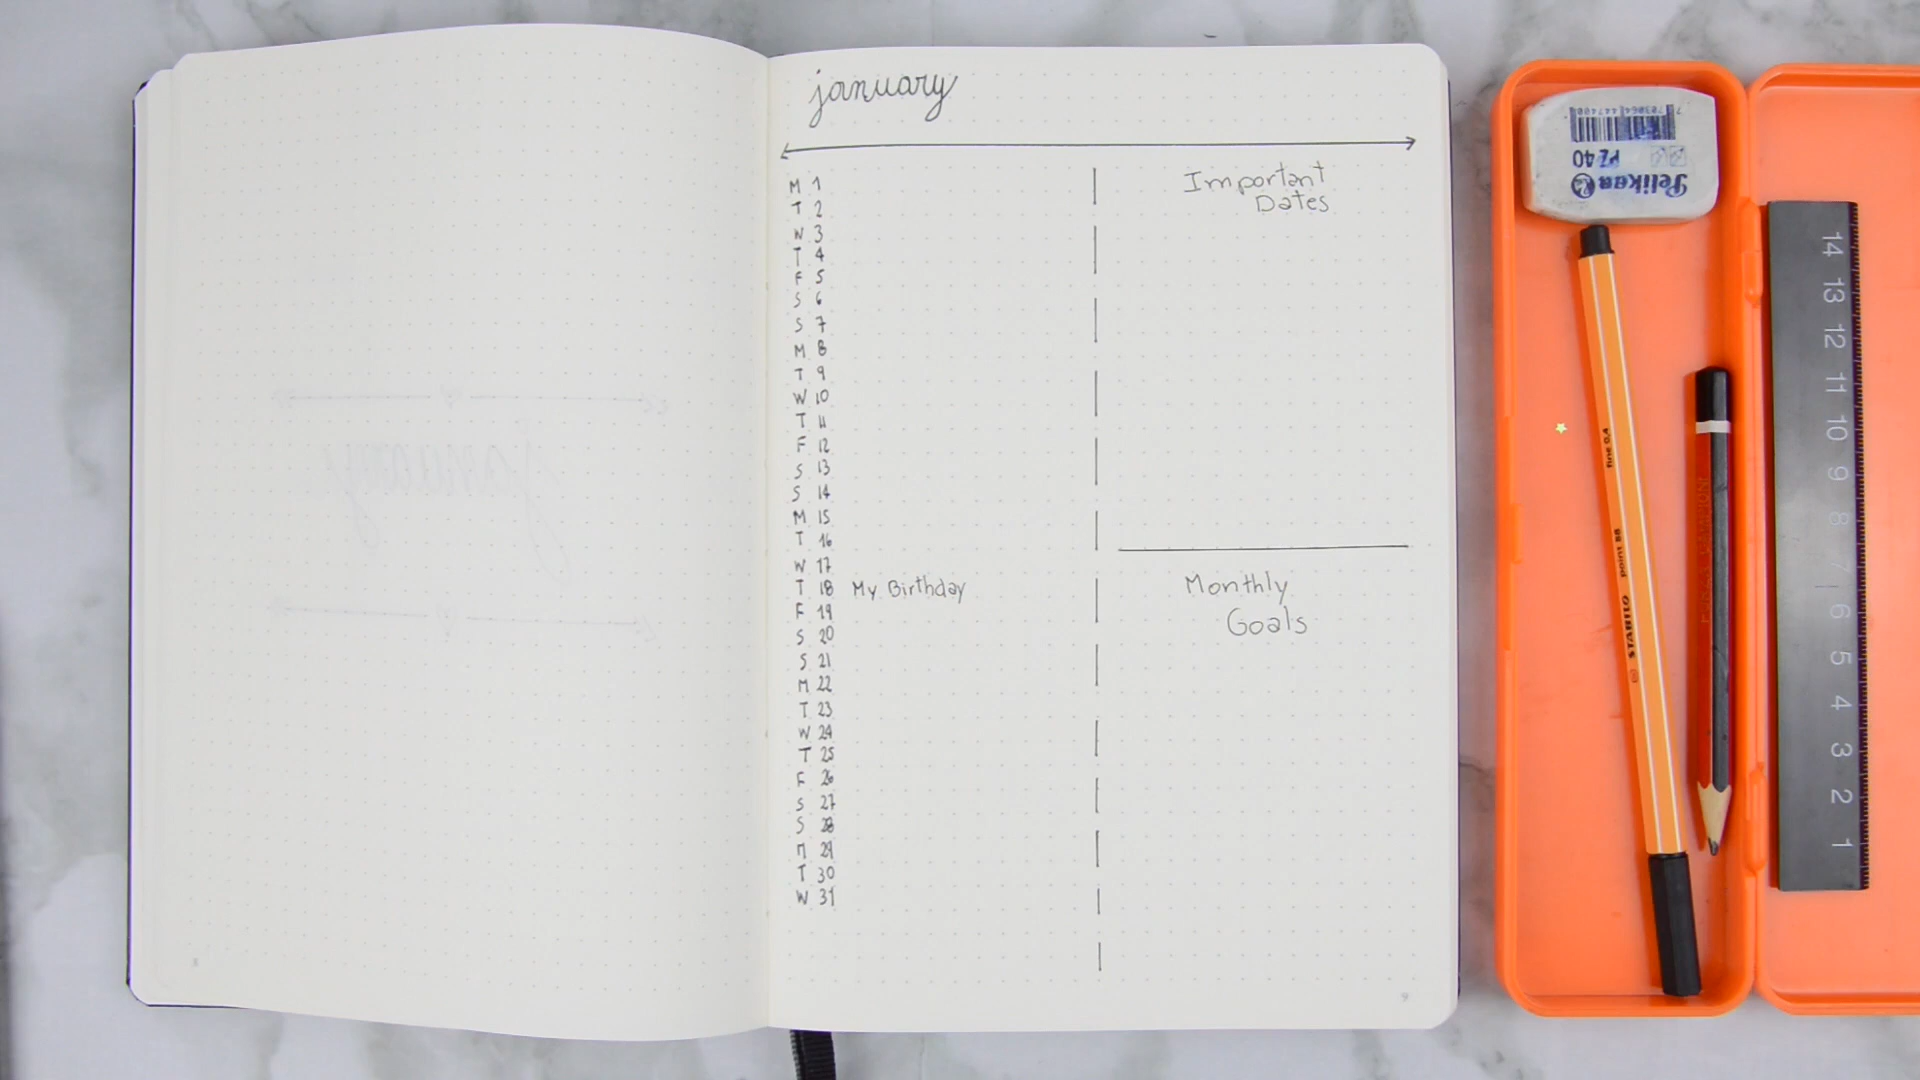 january
M 1
T 2
W 3
T 4
F 5
S 6
S 7
M 8
T 9
W 10
T 11
F 12
S 13
S 14
M 15
T 16
W 17
T 18 My Birthday
F 19
S 20
S 21
M 22
T 23
W 24
T 25
F 26
S 27
S 28
M 29
T 30
W 31
Important
Dates
Monthly
Goals
8
9
january
Pelikan
PZ 40
fine 0,4
point 88
STABILO
14
13
12
11
10
9
8
7
6
5
4
3
2
1